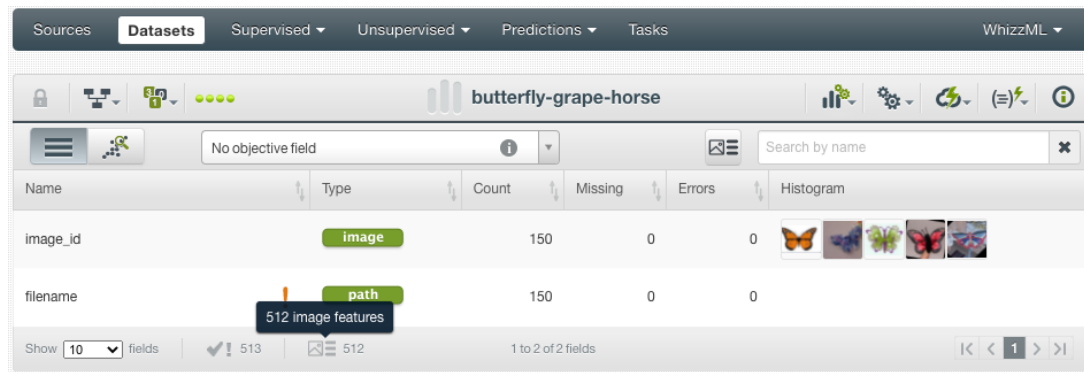 Sources Datasets Supervised Unsupervised Predictions Tasks WhizzML
butterfly-grape-horse (=)
No objective field Search by name
Name Type Count Missing Errors Histogram
image_id image 150 0 0
filename ! path 150 0 0
512 image features
Show 10 fields ! 513 512 1 to 2 of 2 fields 1